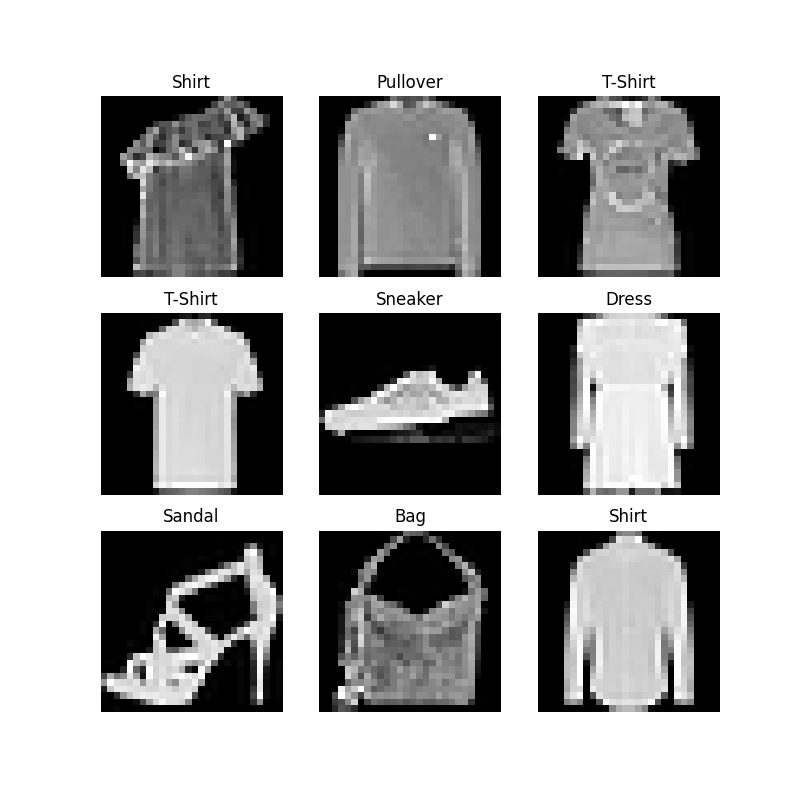 Shirt
Pullover
T-Shirt
T-Shirt
Sneaker
Dress
Sandal
Bag
Shirt